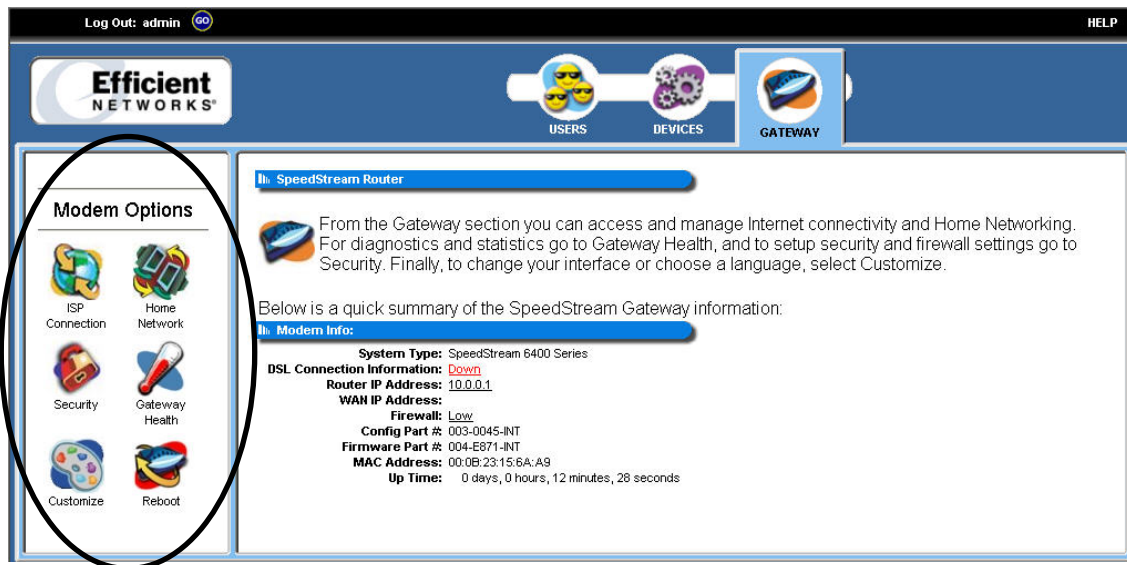 Log Out: admin GO
HELP
Efficient
NETWORKS®
USERS
DEVICES
GATEWAY
Modem Options
ISP
Connection
Home
Network
Security
Gateway
Health
Customize
Reboot
SpeedStream Router
From the Gateway section you can access and manage Internet connectivity and Home Networking.
For diagnostics and statistics go to Gateway Health, and to setup security and firewall settings go to
Security. Finally, to change your interface or choose a language, select Customize.
Below is a quick summary of the SpeedStream Gateway information:
Modem Info:
System Type: SpeedStream 6400 Series
DSL Connection Information: Down
Router IP Address: 10.0.0.1
WAN IP Address:
Firewall: Low
Config Part #: 003-0045-INT
Firmware Part #: 004-E871-INT
MAC Address: 00:0B:23:15:6A:A9
Up Time: 0 days, 0 hours, 12 minutes, 28 seconds